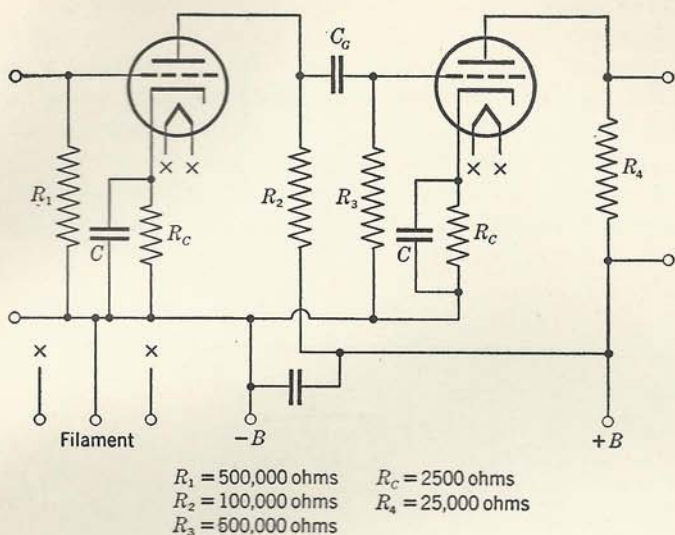 C_G
R_1
C
R_C
R_2
R_3
C
R_C
R_4
× ×
× ×
× ×
Filament
−B
+B
R_1 = 500,000 ohms R_C = 2500 ohms
R_2 = 100,000 ohms R_4 = 25,000 ohms
R_3 = 500,000 ohms